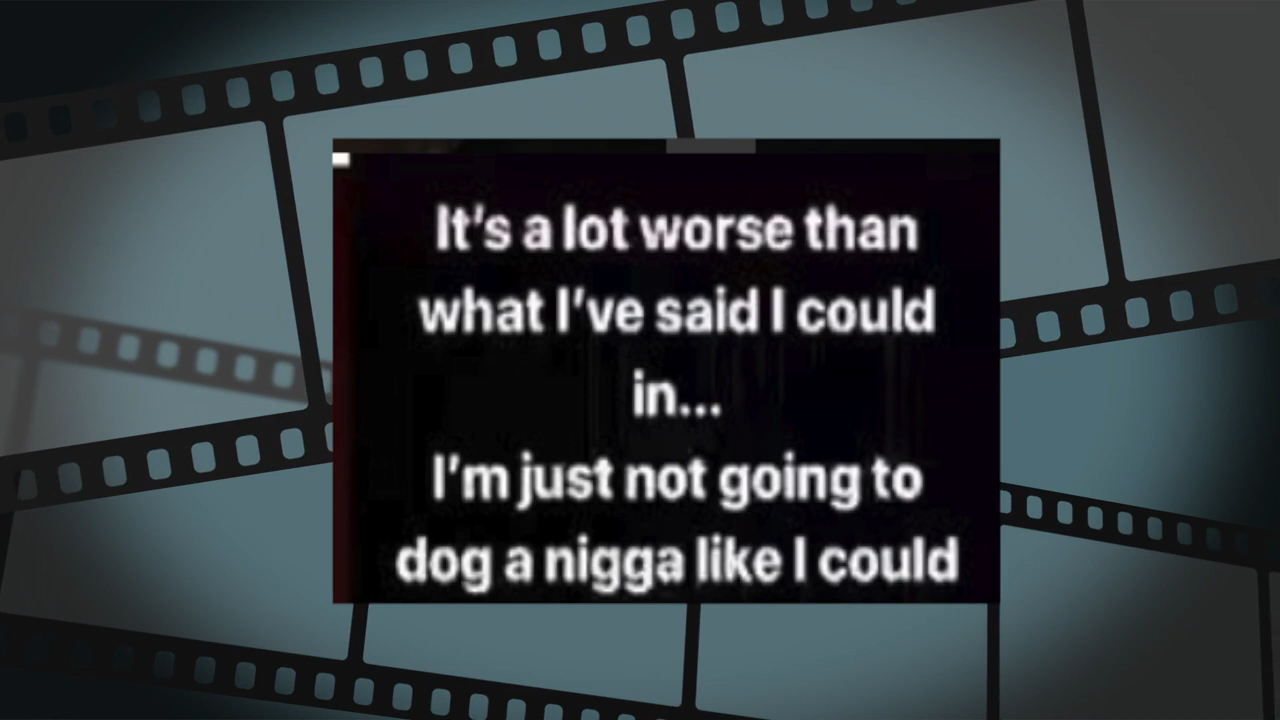 It's a lot worse than
what I've said I could
in...
I'm just not going to
dog a nigga like I could